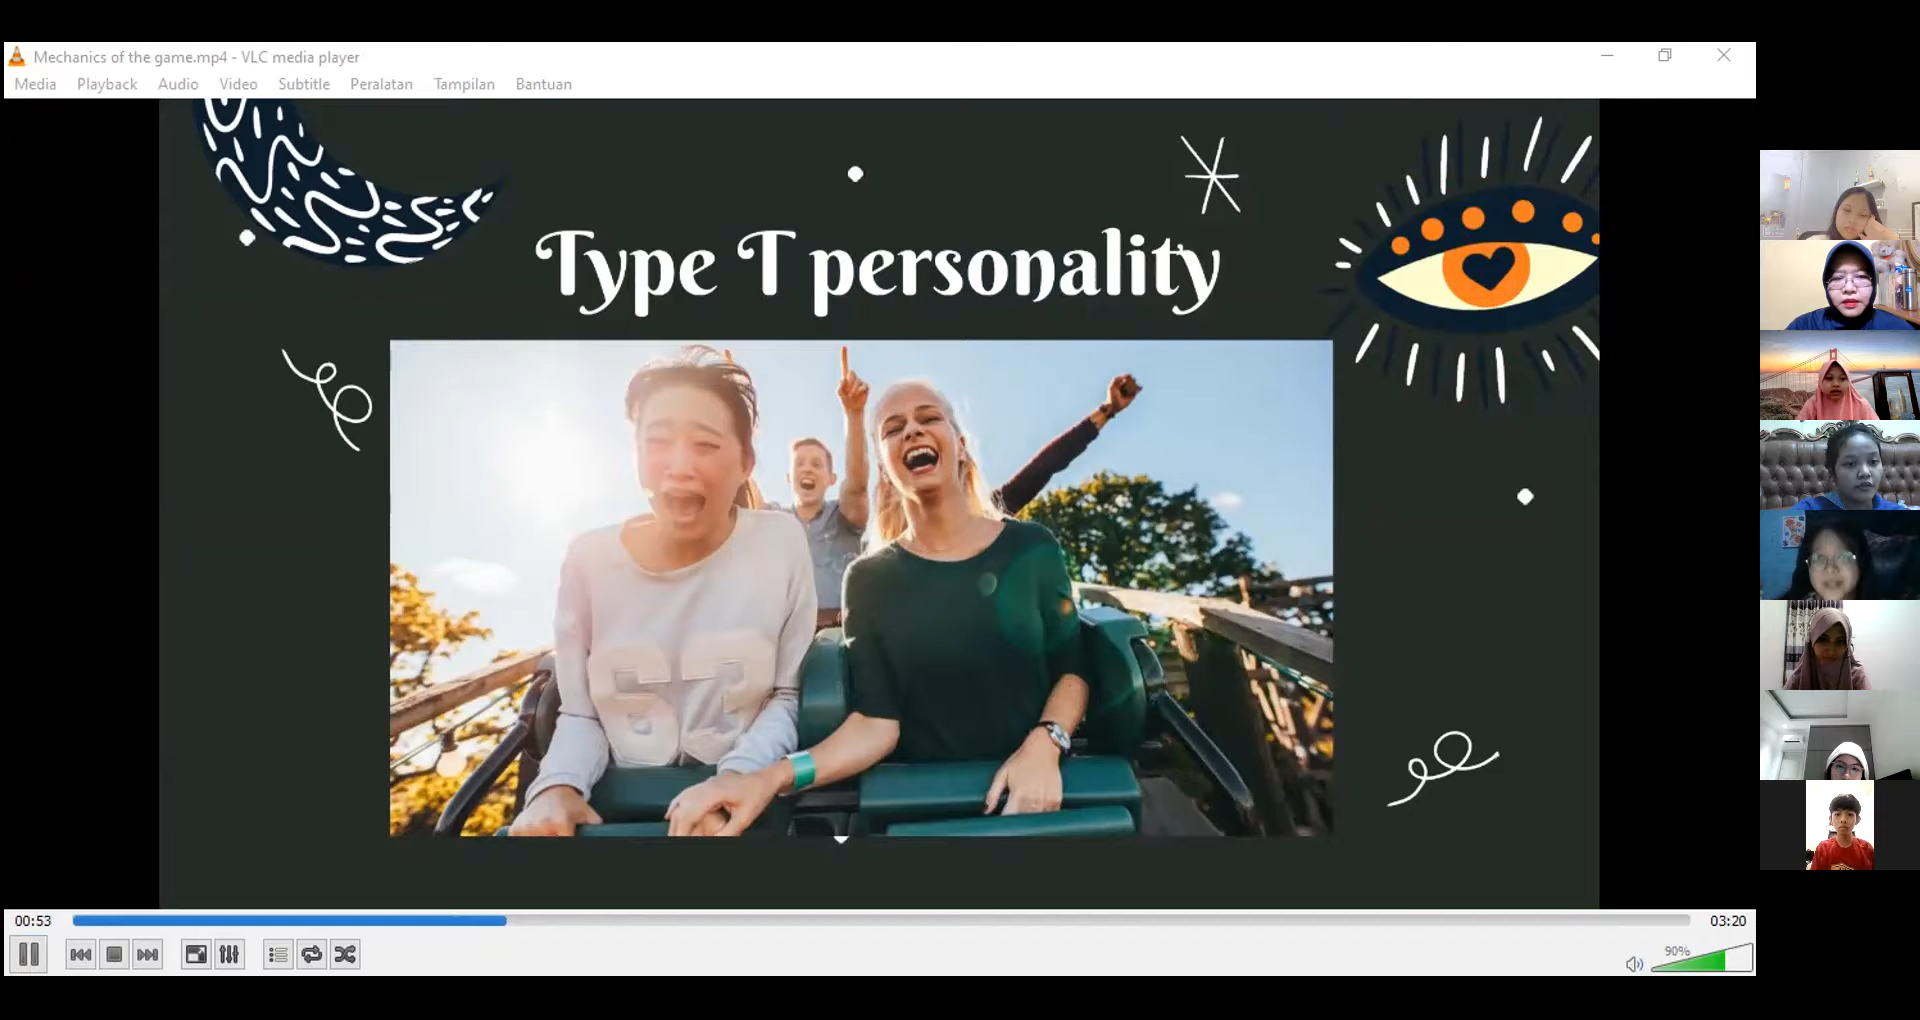 Mechanics of the game.mp4 - VLC media player
Media Playback Audio Video Subtitle Peralatan Tampilan Bantuan
Type T personality
63
00:53
03:20
90%